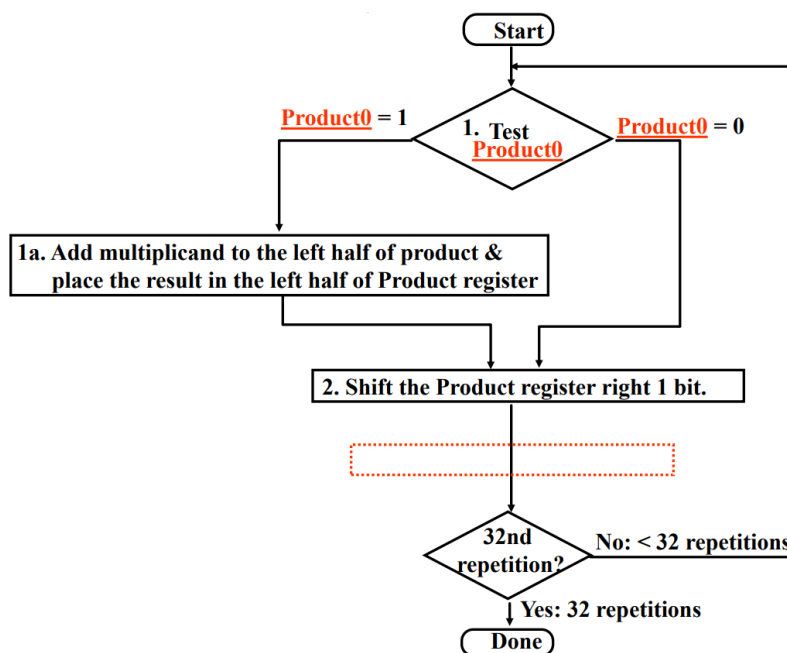 Start
Product0 = 1
1. Test
Product0
Product0 = 0
1a. Add multiplicand to the left half of product &
place the result in the left half of Product register
2. Shift the Product register right 1 bit.
32nd
repetition?
No: < 32 repetitions
Yes: 32 repetitions
Done